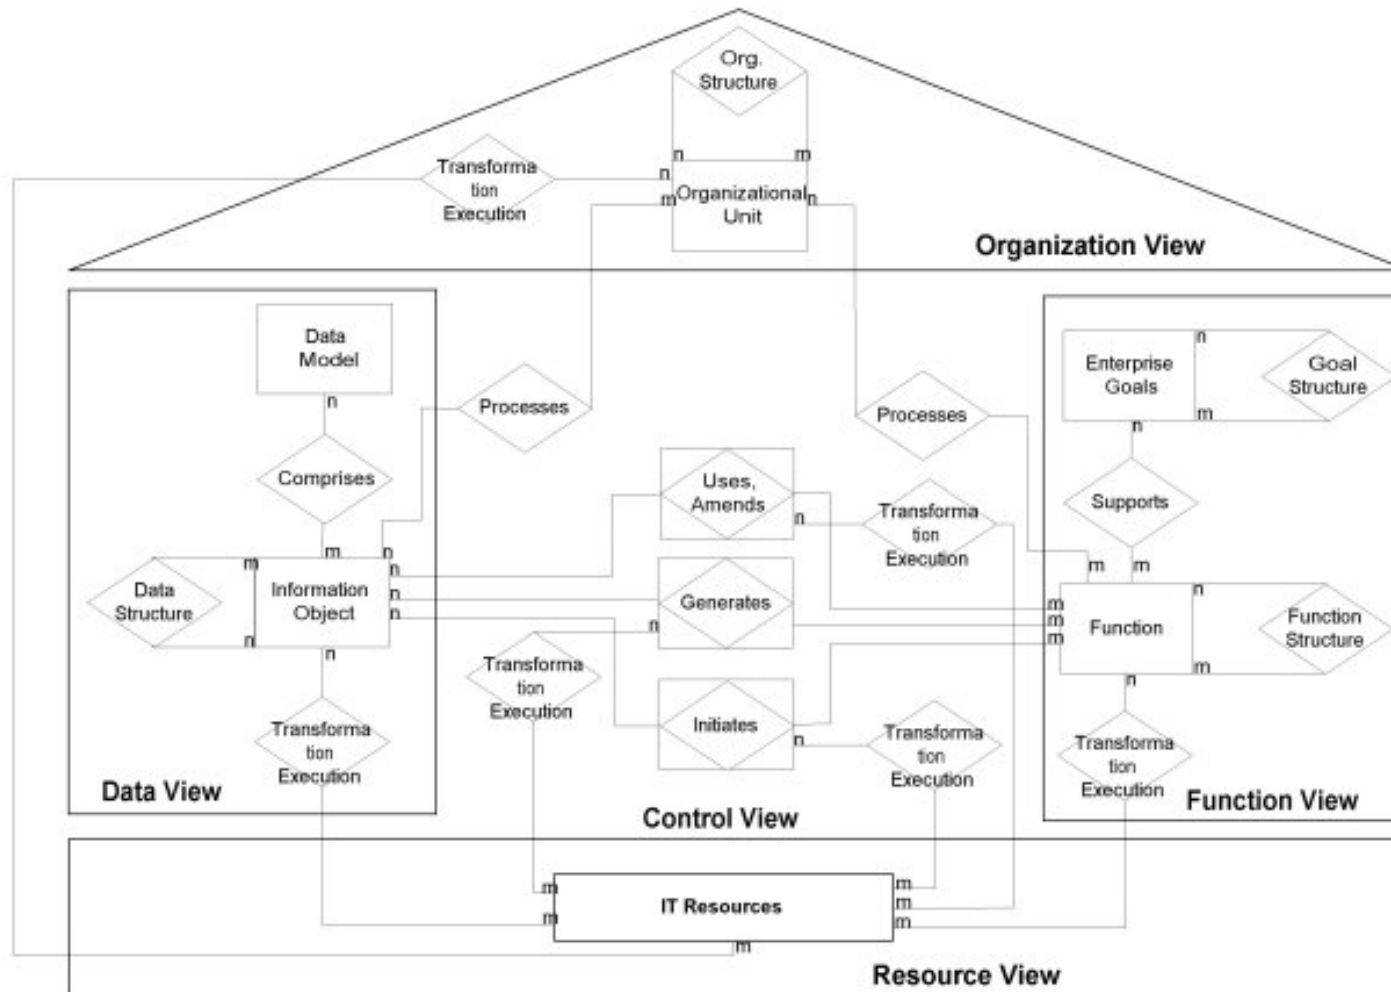 Org.
Structure
n
m
Transforma
tion
Execution
n
m
Organizational
Unit
n
Organization View
Data
Model
n
Comprises
m
n
Processes
Processes
Enterprise
Goals
n
m
Goal
Structure
n
Supports
m
m
Uses,
Amends
n
Transforma
tion
Execution
Data
Structure
m
n
Information
Object
n
n
n
n
Generates
n
m
m
m
Function
n
m
n
Function
Structure
Transforma
tion
Execution
Initiates
n
Transforma
tion
Execution
Transforma
tion
Execution
Transforma
tion
Execution
Data View
Control View
Function View
m
m
IT Resources
m
m
m
m
Resource View